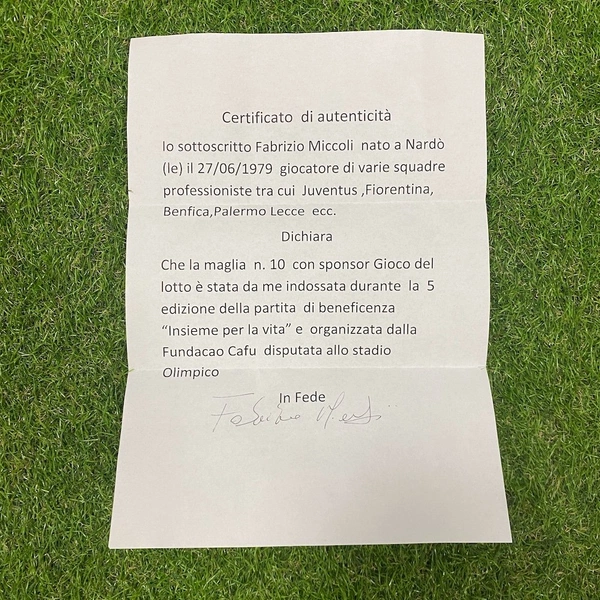 Certificato di autenticità
Io sottoscritto Fabrizio Miccoli nato a Nardò
(le) il 27/06/1979 giocatore di varie squadre
professioniste tra cui Juventus ,Fiorentina,
Benfica,Palermo Lecce ecc.
Dichiara
Che la maglia n. 10 con sponsor Gioco del
lotto è stata da me indossata durante la 5
edizione della partita di beneficenza
“Insieme per la vita” e organizzata dalla
Fundacao Cafu disputata allo stadio
Olimpico
In Fede